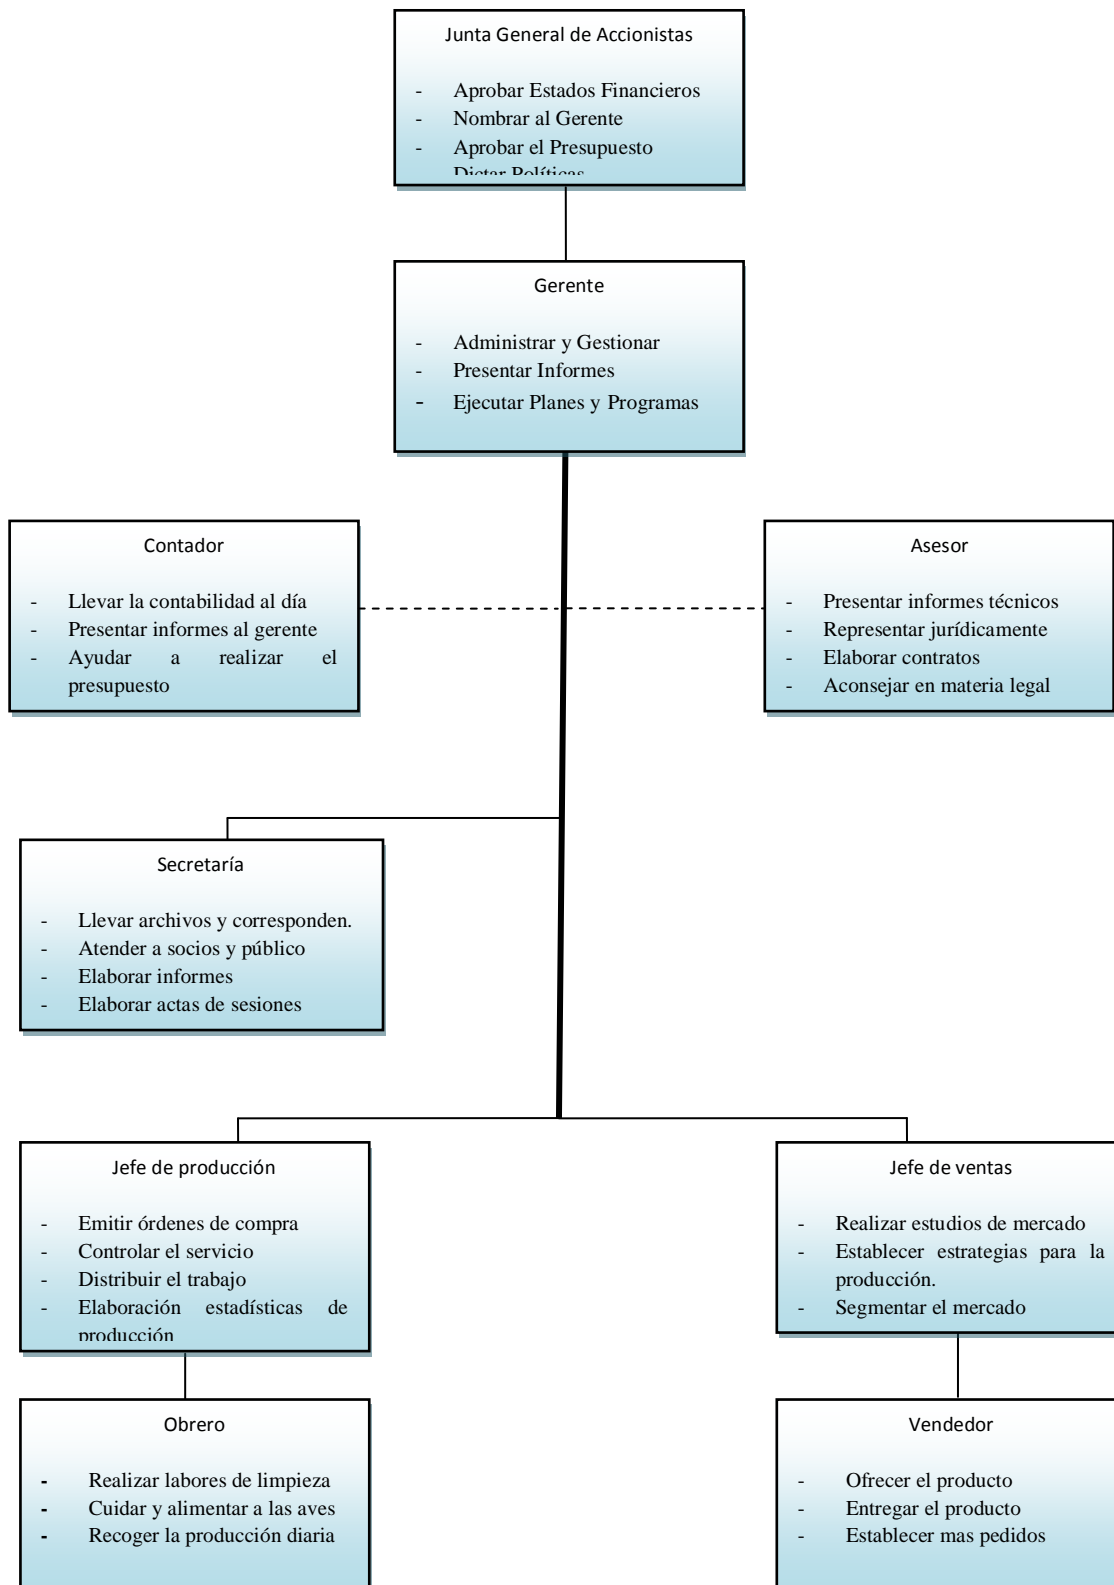 Junta General de Accionistas
- Aprobar Estados Financieros
- Nombrar al Gerente
- Aprobar el Presupuesto
Dictar Políticas
Gerente
- Administrar y Gestionar
- Presentar Informes
- Ejecutar Planes y Programas
Contador
- Llevar la contabilidad al día
- Presentar informes al gerente
- Ayudar a realizar el
presupuesto
Asesor
- Presentar informes técnicos
- Representar jurídicamente
- Elaborar contratos
- Aconsejar en materia legal
Secretaría
- Llevar archivos y corresponden.
- Atender a socios y público
- Elaborar informes
- Elaborar actas de sesiones
Jefe de producción
- Emitir órdenes de compra
- Controlar el servicio
- Distribuir el trabajo
- Elaboración estadísticas de
producción
Jefe de ventas
- Realizar estudios de mercado
- Establecer estrategias para la
producción.
- Segmentar el mercado
Obrero
- Realizar labores de limpieza
- Cuidar y alimentar a las aves
- Recoger la producción diaria
Vendedor
- Ofrecer el producto
- Entregar el producto
- Establecer mas pedidos